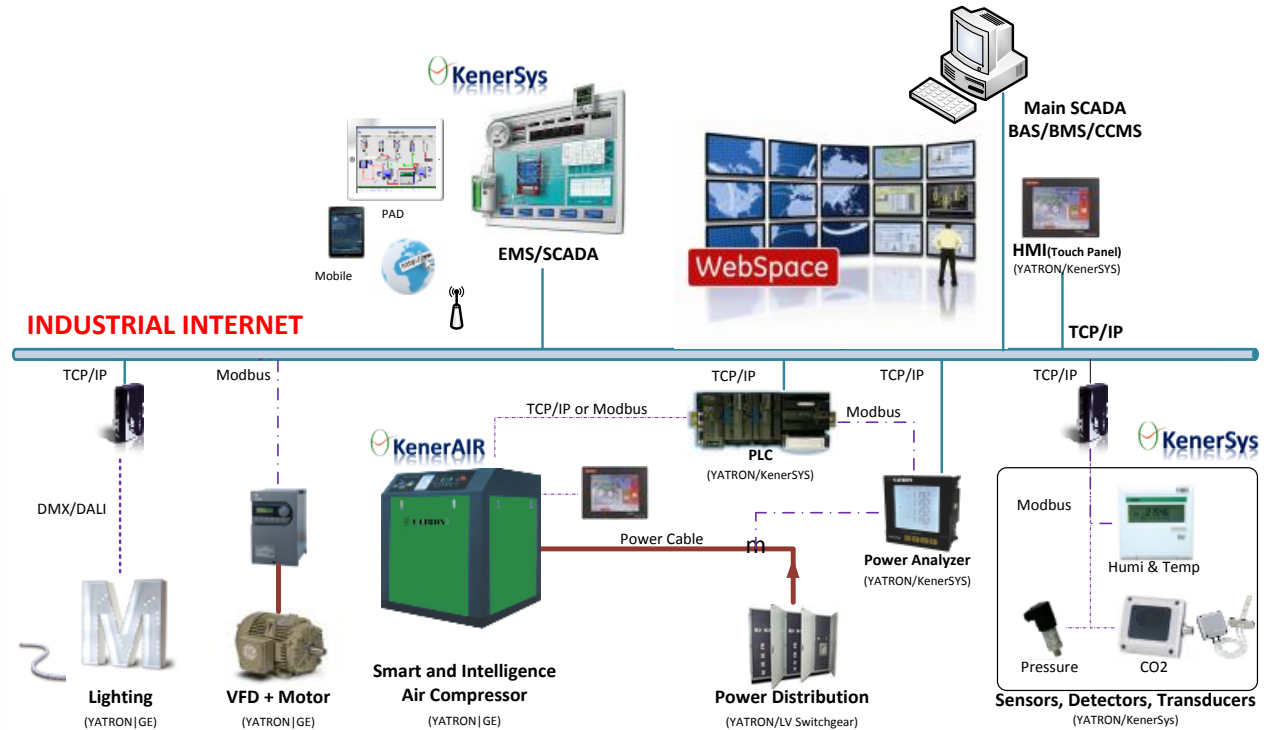 KenerSys
Main SCADA
BAS/BMS/CCMS
PAD
Mobile
http://
EMS/SCADA
WebSpace
HMI(Touch Panel)
(YATRON/KenerSYS)
INDUSTRIAL INTERNET
TCP/IP
TCP/IP
Modbus
TCP/IP
TCP/IP
TCP/IP
TCP/IP or Modbus
Modbus
KenerAIR
PLC
(YATRON/KenerSYS)
KenerSys
DMX/DALI
YATRON
Power Cable
m
Power Analyzer
(YATRON/KenerSYS)
Modbus
Humi & Temp
Pressure
CO2
Lighting
(YATRON|GE)
VFD + Motor
(YATRON|GE)
Smart and Intelligence
Air Compressor
(YATRON|GE)
Power Distribution
(YATRON/LV Switchgear)
Sensors, Detectors, Transducers
(YATRON/KenerSys)